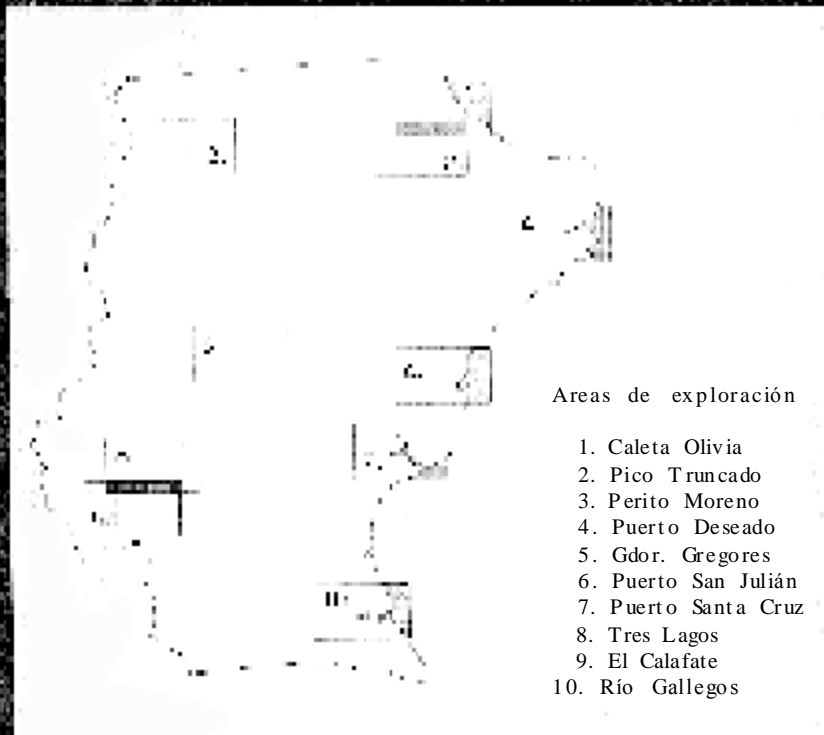 Areas de exploración
1. Caleta Olivia
2. Pico Truncado
3. Perito Moreno
4. Puerto Deseado
5. Gdor. Gregores
6. Puerto San Julián
7. Puerto Santa Cruz
8. Tres Lagos
9. El Calafate
10. Río Gallegos